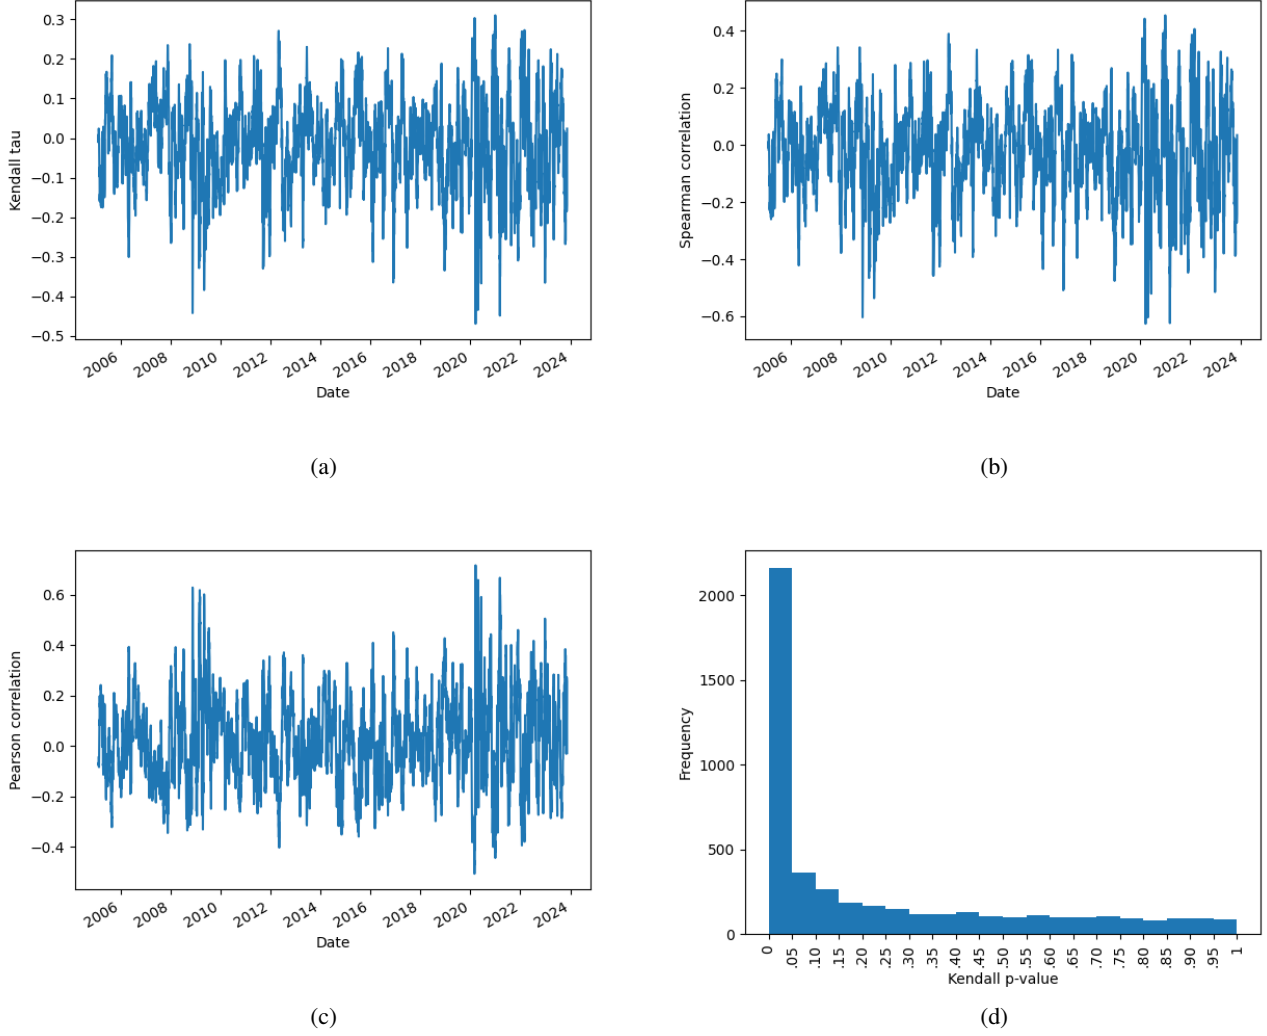 0.3
0.2
0.1
0.0
−0.1
−0.2
−0.3
−0.4
−0.5
Kendall tau
2006 2008 2010 2012 2014 2016 2018 2020 2022 2024
Date
(a)
0.4
0.2
0.0
−0.2
−0.4
−0.6
Spearman correlation
2006 2008 2010 2012 2014 2016 2018 2020 2022 2024
Date
(b)
0.6
0.4
0.2
0.0
−0.2
−0.4
Pearson correlation
2006 2008 2010 2012 2014 2016 2018 2020 2022 2024
Date
(c)
2000
1500
1000
500
0
Frequency
0 .05 .10 .15 .20 .25 .30 .35 .40 .45 .50 .55 .60 .65 .70 .75 .80 .85 .90 .95 1
Kendall p-value
(d)